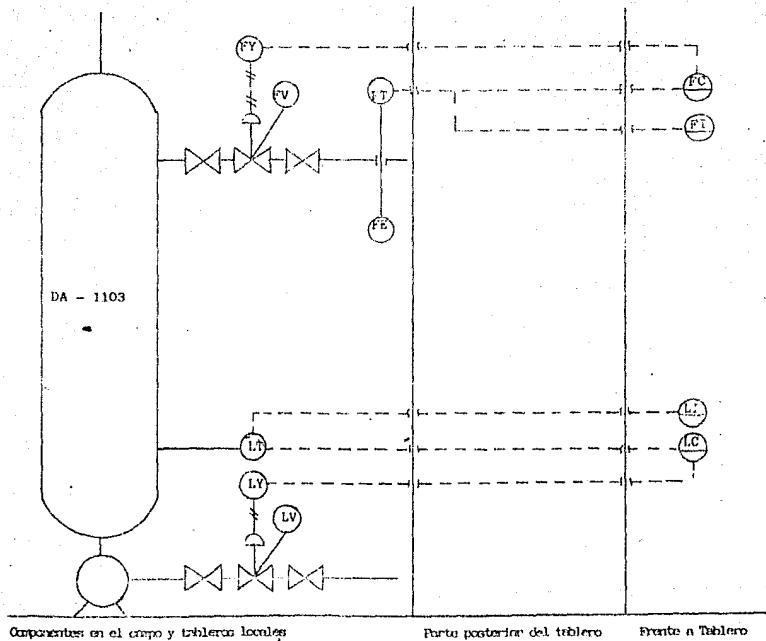 FY
FV
FT
FC
FI
FE
DA - 1103
LI
LT
LC
LY
LV
Componentes en el campo y tableros locales
Parte posterior del tablero
Frente a Tablero